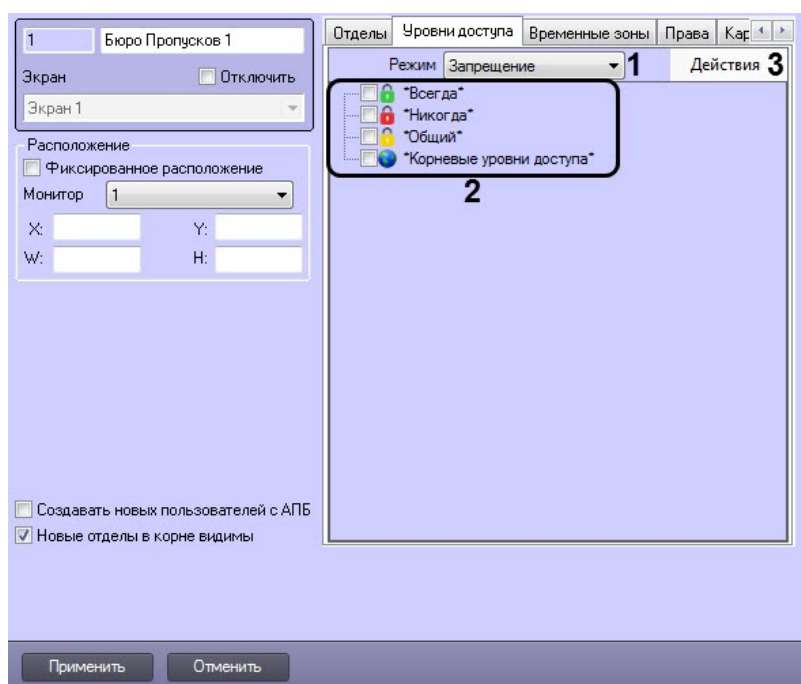 1 Бюро Пропусков 1
Экран Отключить
Экран 1
Расположение
Фиксированное расположение
Монитор 1
X: Y:
W: H:
Создавать новых пользователей с АПБ
Новые отделы в корне видимы
Отделы Уровни доступа Временные зоны Права Кар
Режим Запрещение 1 Действия 3
*Всегда*
*Никогда*
*Общий*
*Корневые уровни доступа*
2
Применить Отменить